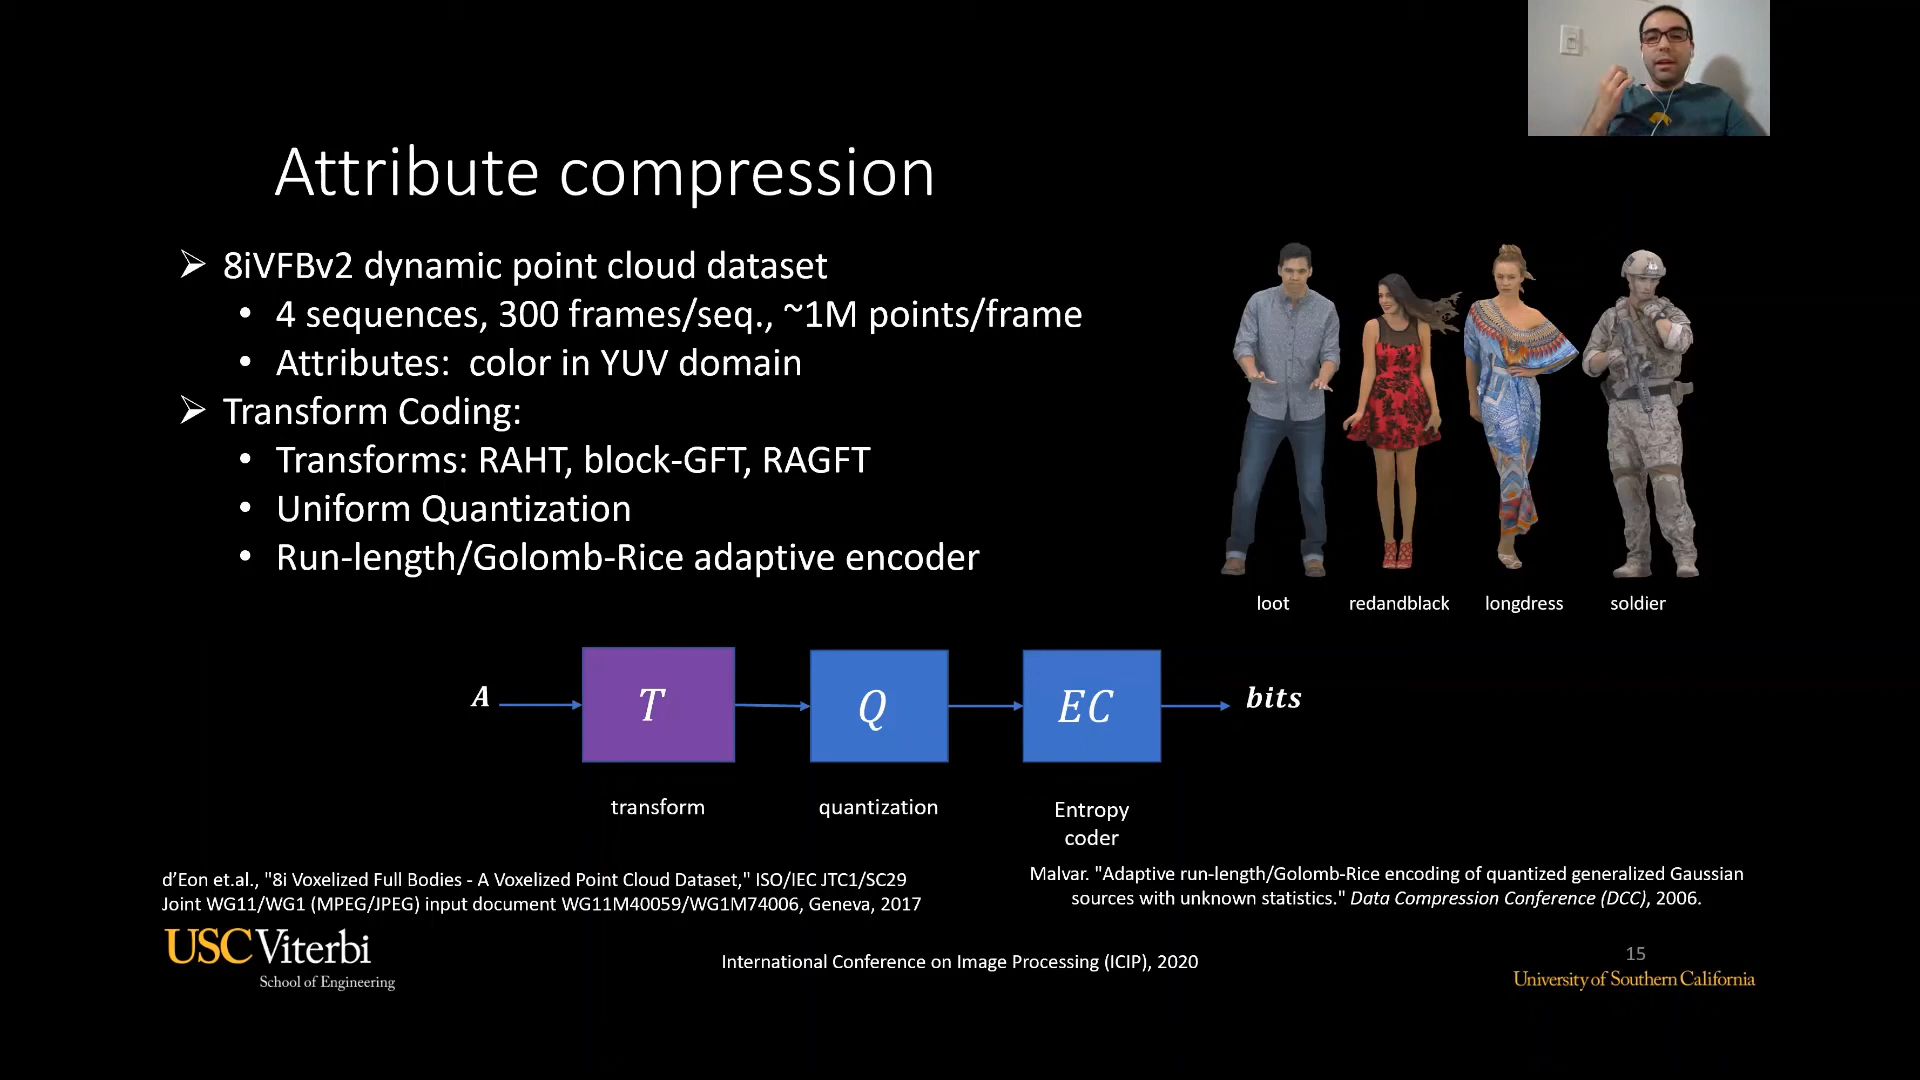 Attribute compression
➢ 8iVFBv2 dynamic point cloud dataset
• 4 sequences, 300 frames/seq., ~1M points/frame
• Attributes:  color in YUV domain
➢ Transform Coding:
• Transforms: RAHT, block-GFT, RAGFT
• Uniform Quantization
• Run-length/Golomb-Rice adaptive encoder
loot redandblack longdress soldier
A T Q EC bits
transform quantization Entropy
coder
d’Eon et.al., "8i Voxelized Full Bodies - A Voxelized Point Cloud Dataset," ISO/IEC JTC1/SC29
Joint WG11/WG1 (MPEG/JPEG) input document WG11M40059/WG1M74006, Geneva, 2017
Malvar. "Adaptive run-length/Golomb-Rice encoding of quantized generalized Gaussian
sources with unknown statistics." Data Compression Conference (DCC), 2006.
USC Viterbi
School of Engineering
International Conference on Image Processing (ICIP), 2020
15
University of Southern California